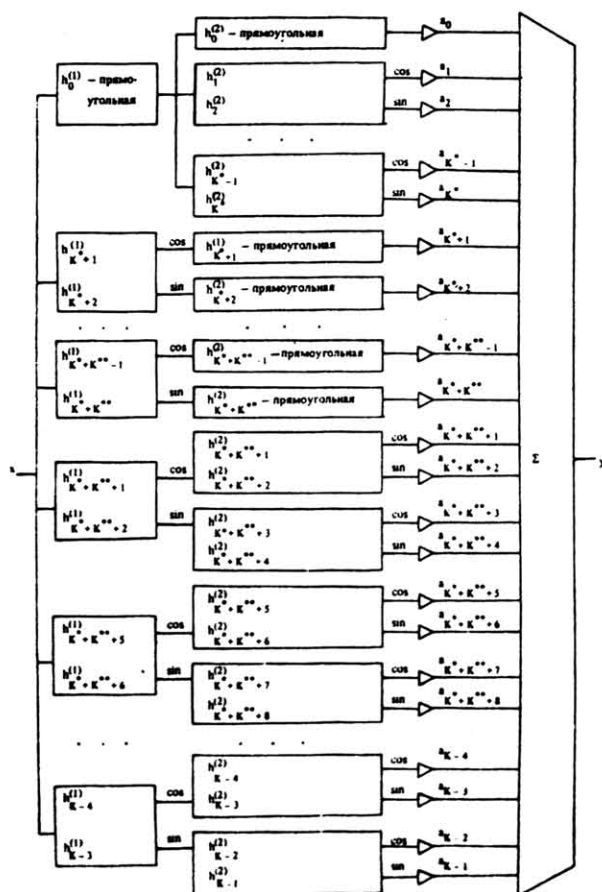 h₀⁽²⁾ – прямоугольная a₀
h₀⁽¹⁾ – прямо-
угольная
h₁⁽²⁾ cos a₁
h₂⁽²⁾ sin a₂
. . .
h⁽²⁾K*-1 cos aK*-1
h⁽²⁾K* sin aK*
h⁽¹⁾K*+1 cos h⁽¹⁾K*+1 – прямоугольная aK*+1
h⁽¹⁾K*+2 sin h⁽²⁾K*+2 – прямоугольная aK*+2
. . . . . .
h⁽¹⁾K*+K**-1 cos h⁽²⁾K*+K**-1 – прямоугольная aK*+K**-1
h⁽¹⁾K*+K** sin h⁽²⁾K*+K** – прямоугольная aK*+K**
h⁽²⁾K*+K**+1 cos aK*+K**+1
h⁽¹⁾K*+K**+1 cos h⁽²⁾K*+K**+2 sin aK*+K**+2
x Σ y
h⁽¹⁾K*+K**+2 sin h⁽²⁾K*+K**+3 cos aK*+K**+3
h⁽²⁾K*+K**+4 sin aK*+K**+4
h⁽²⁾K*+K**+5 cos aK*+K**+5
h⁽¹⁾K*+K**+5 cos h⁽²⁾K*+K**+6 sin aK*+K**+6
h⁽¹⁾K*+K**+6 sin h⁽²⁾K*+K**+7 cos aK*+K**+7
h⁽²⁾K*+K**+8 sin aK*+K**+8
. . . . . .
h⁽²⁾K-4 cos aK-4
h⁽¹⁾K-4 cos h⁽²⁾K-3 sin aK-3
h⁽¹⁾K-3 sin h⁽²⁾K-2 cos aK-2
h⁽²⁾K-1 sin aK-1